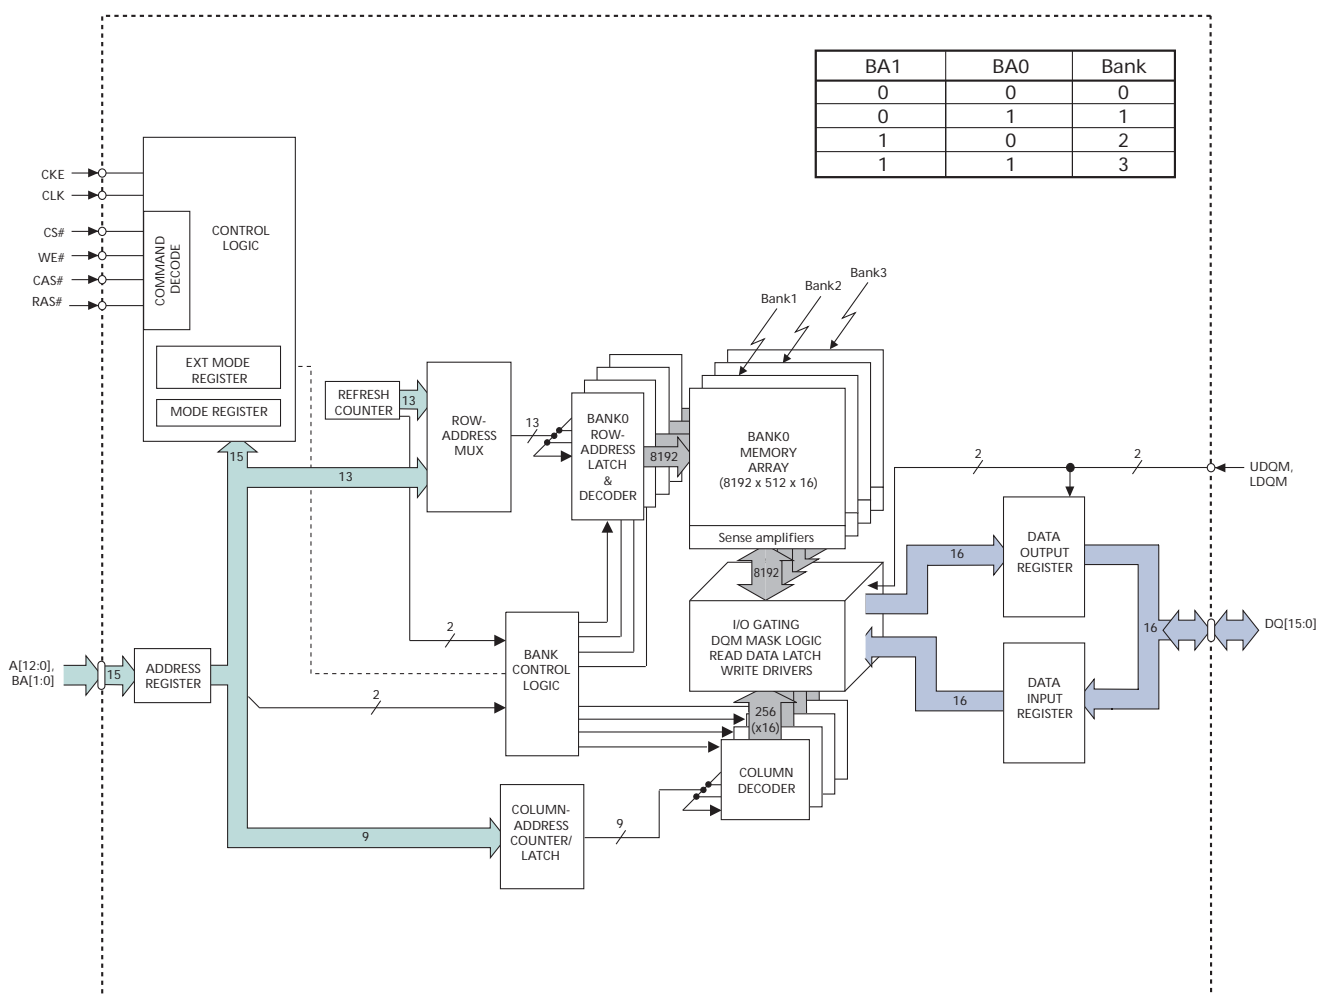 BA1 BA0 Bank
0 0 0
0 1 1
1 0 2
1 1 3
CKE
CLK
CS#
WE#
CAS#
RAS#
CONTROL
LOGIC
COMMAND
DECODE
EXT MODE
REGISTER
MODE REGISTER
REFRESH
COUNTER
13
ROW-
ADDRESS
MUX
13
BANK0
ROW-
ADDRESS
LATCH
&
DECODER
8192
Bank1
Bank2
Bank3
BANK0
MEMORY
ARRAY
(8192 x 512 x 16)
Sense amplifiers
8192
15
13
2
2
UDQM,
LDQM
DATA
OUTPUT
REGISTER
16
I/O GATING
DQM MASK LOGIC
READ DATA LATCH
WRITE DRIVERS
16
DQ[15:0]
DATA
INPUT
REGISTER
16
A[12:0],
BA[1:0]
15
ADDRESS
REGISTER
2
2
BANK
CONTROL
LOGIC
256
(x16)
COLUMN
DECODER
9
COLUMN-
ADDRESS
COUNTER/
LATCH
9